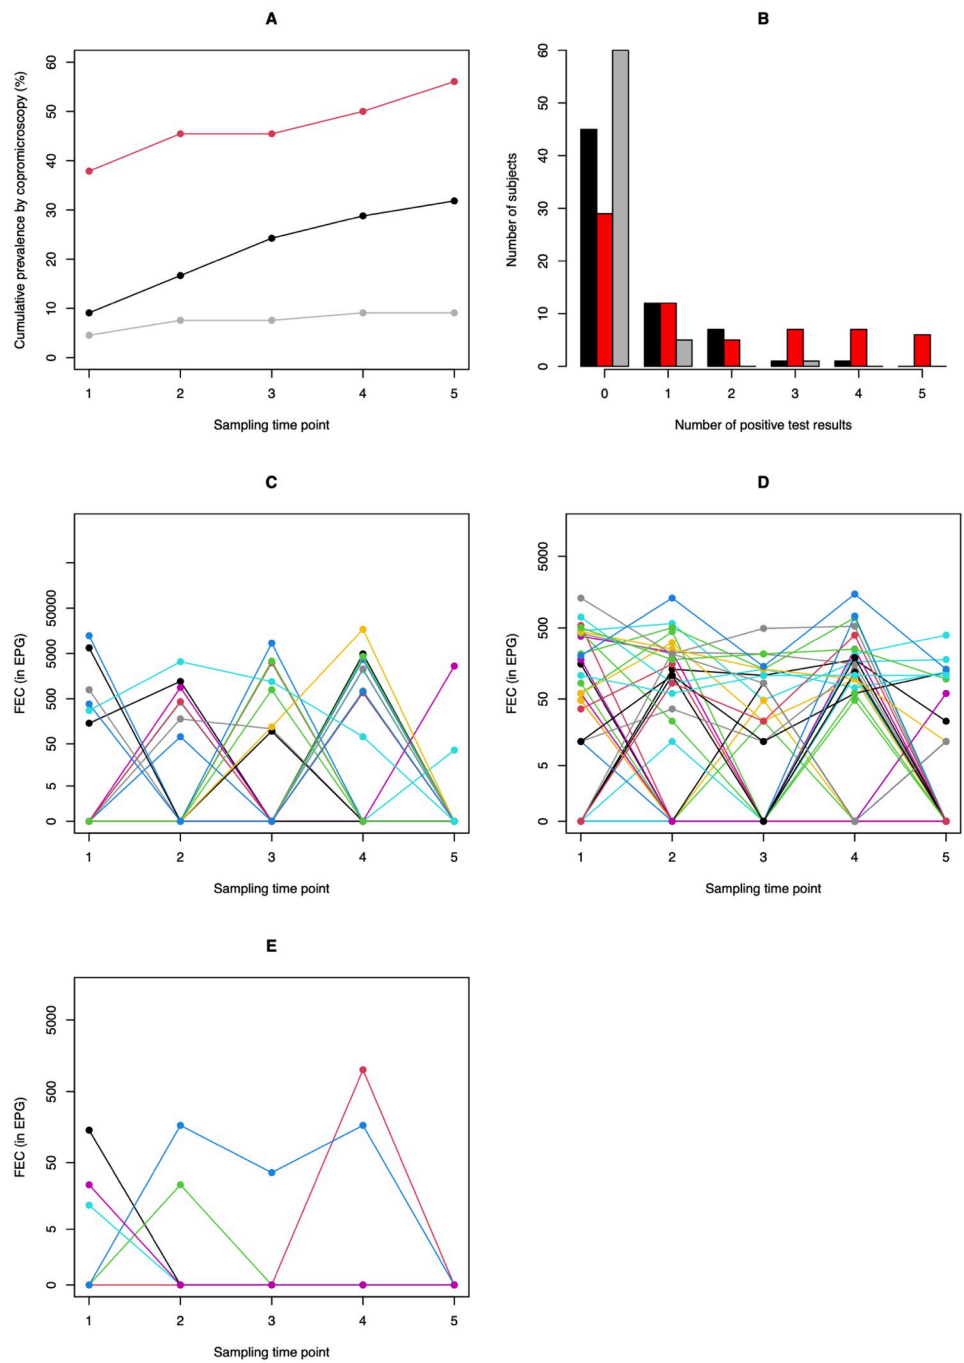 A
Cumulative prevalence by copromicroscopy (%)
60
50
40
30
20
10
0
1 2 3 4 5
Sampling time point
B
Number of subjects
60
50
40
30
20
10
0
0 1 2 3 4 5
Number of positive test results
C
FEC (in EPG)
50000
5000
500
50
5
0
1 2 3 4 5
Sampling time point
D
FEC (in EPG)
5000
500
50
5
0
1 2 3 4 5
Sampling time point
E
FEC (in EPG)
5000
500
50
5
0
1 2 3 4 5
Sampling time point